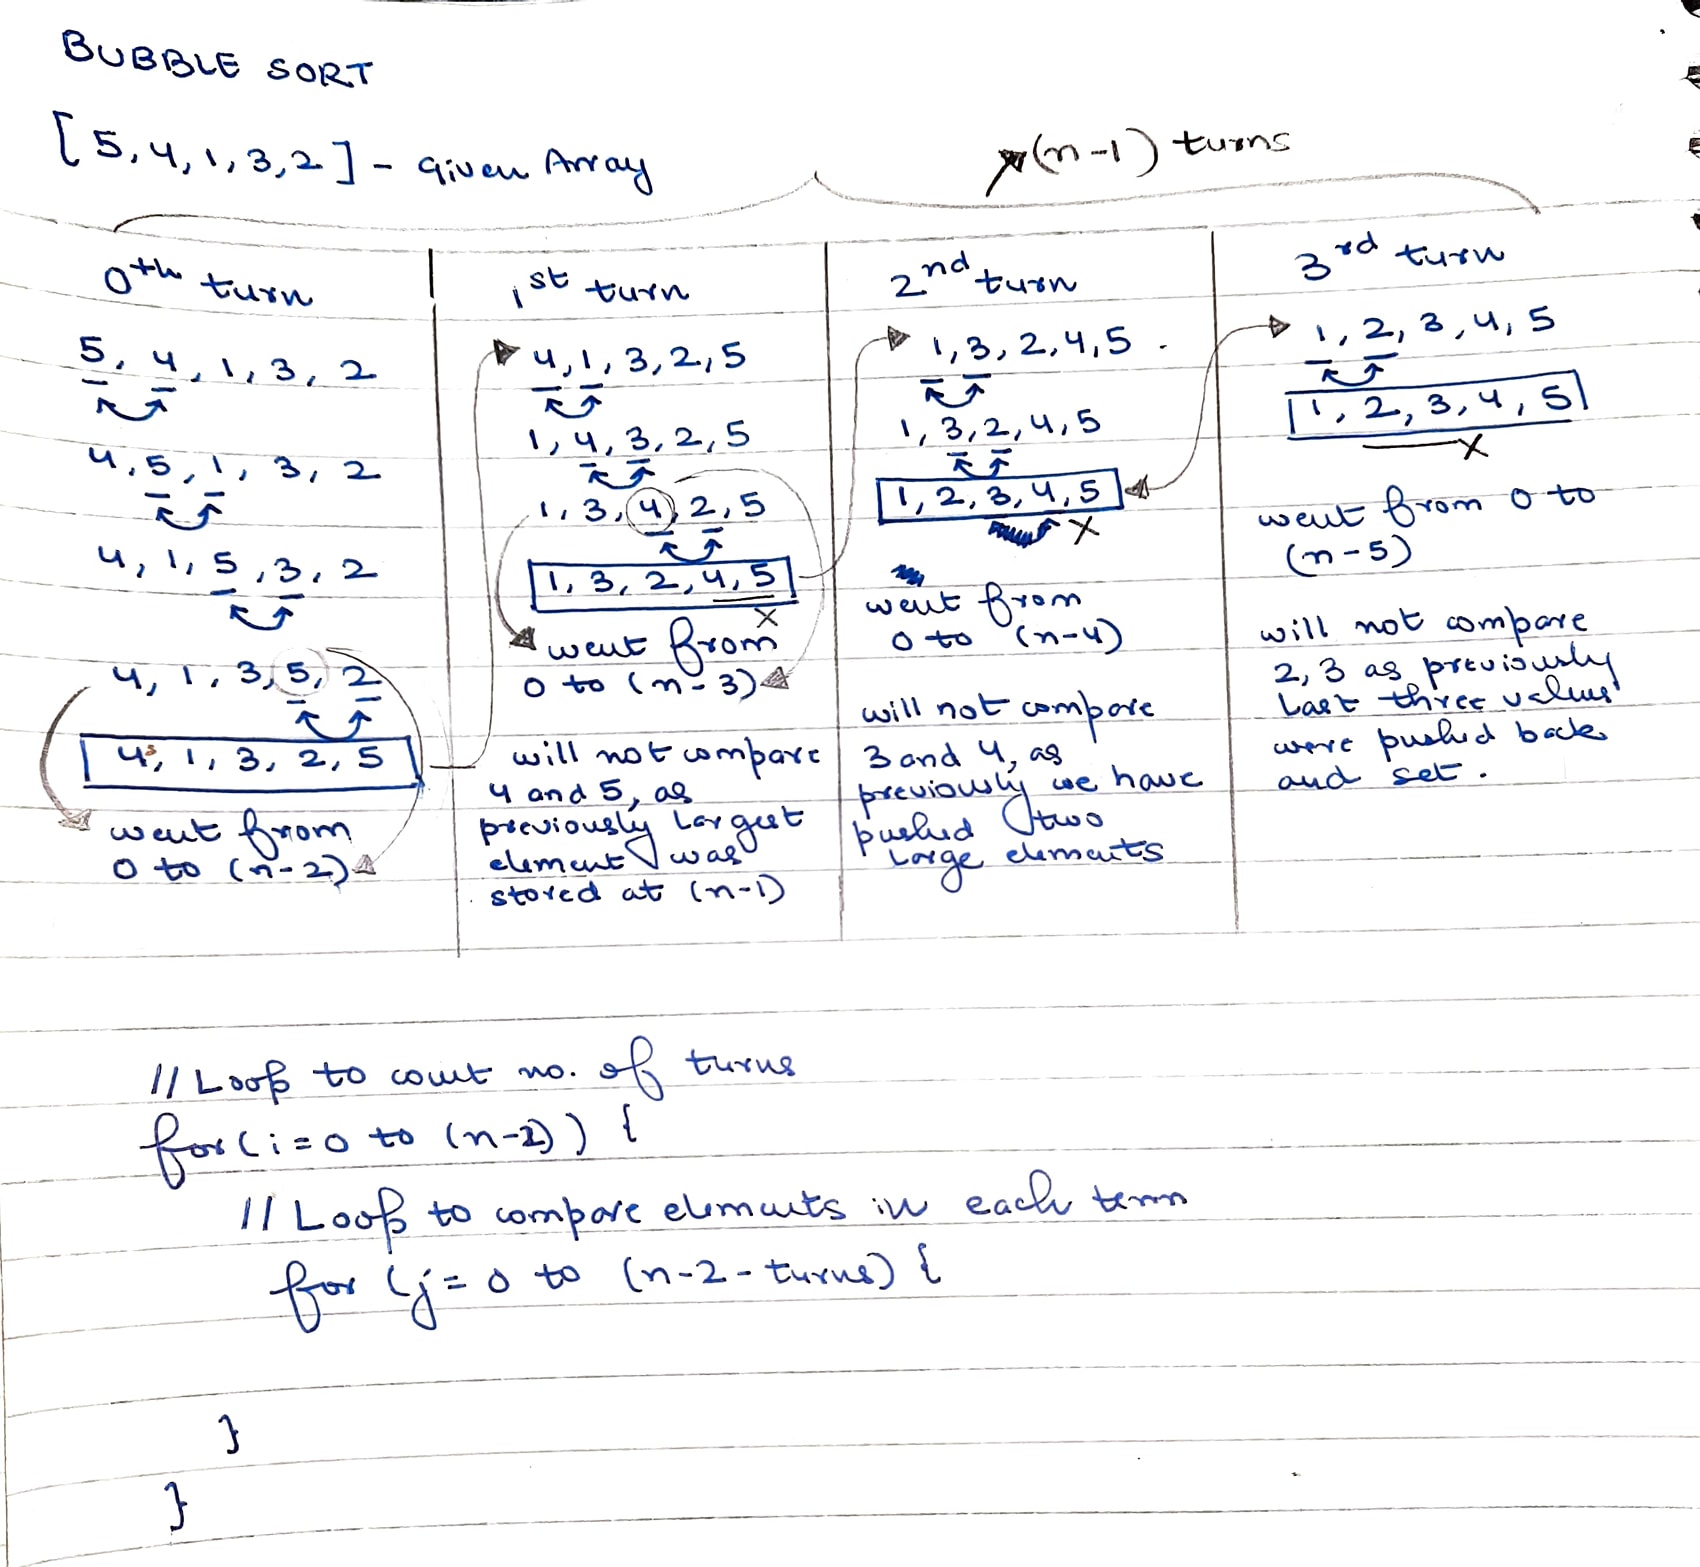 BUBBLE SORT
[5,4,1,3,2] - Given Array
(n-1) turns
0th turn
5, 4, 1, 3, 2
4, 5, 1, 3, 2
4, 1, 5, 3, 2
4, 1, 3, 5, 2
4, 1, 3, 2, 5
went from
0 to (n-2)
1st turn
4, 1, 3, 2, 5
1, 4, 3, 2, 5
1, 3, 4, 2, 5
1, 3, 2, 4, 5
x
went from
0 to (n-3)
will not compare
4 and 5, as
previously largest
element was
stored at (n-1)
2nd turn
1, 3, 2, 4, 5
1, 3, 2, 4, 5
1, 2, 3, 4, 5
x
went from
0 to (n-4)
will not compare
3 and 4, as
previously we have
pushed two
large elements
3rd turn
1, 2, 3, 4, 5
1, 2, 3, 4, 5
x
went from 0 to
(n-5)
will not compare
2, 3 as previously
last three values
were pushed back
and set.
// Loop to count no. of turns
for (i = 0 to (n-2)) {
// Loop to compare elements in each term
for (j = 0 to (n-2-turns) {
}
}